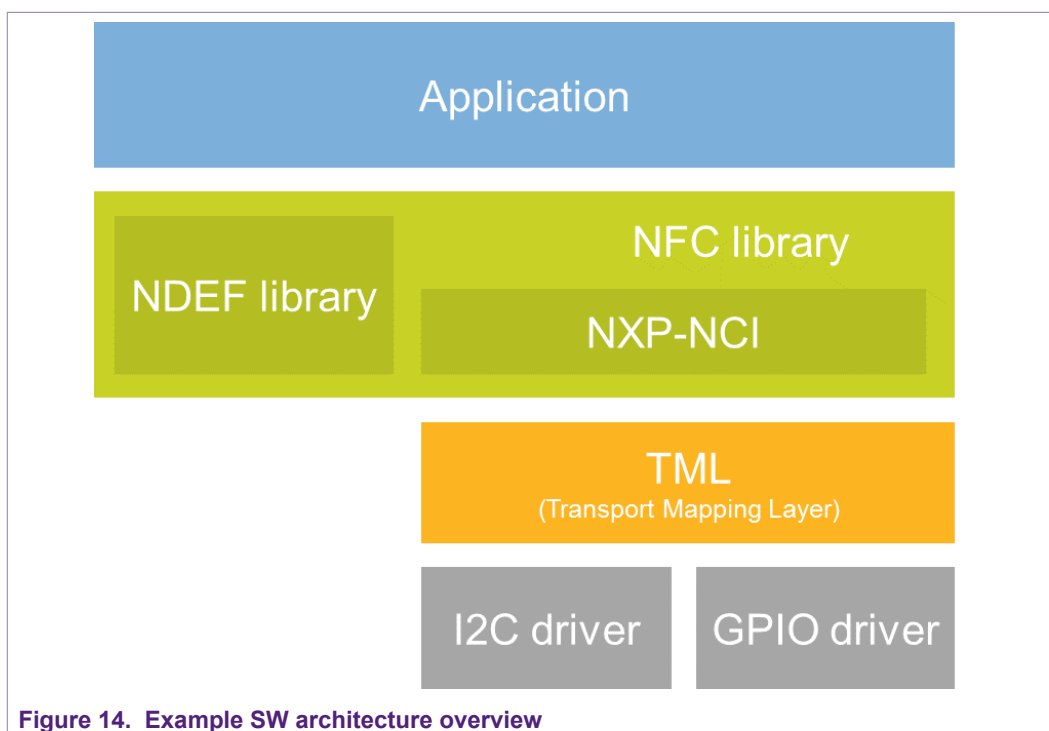 Application
NFC library
NDEF library
NXP-NCI
TML
(Transport Mapping Layer)
I2C driver
GPIO driver
Figure 14. Example SW architecture overview